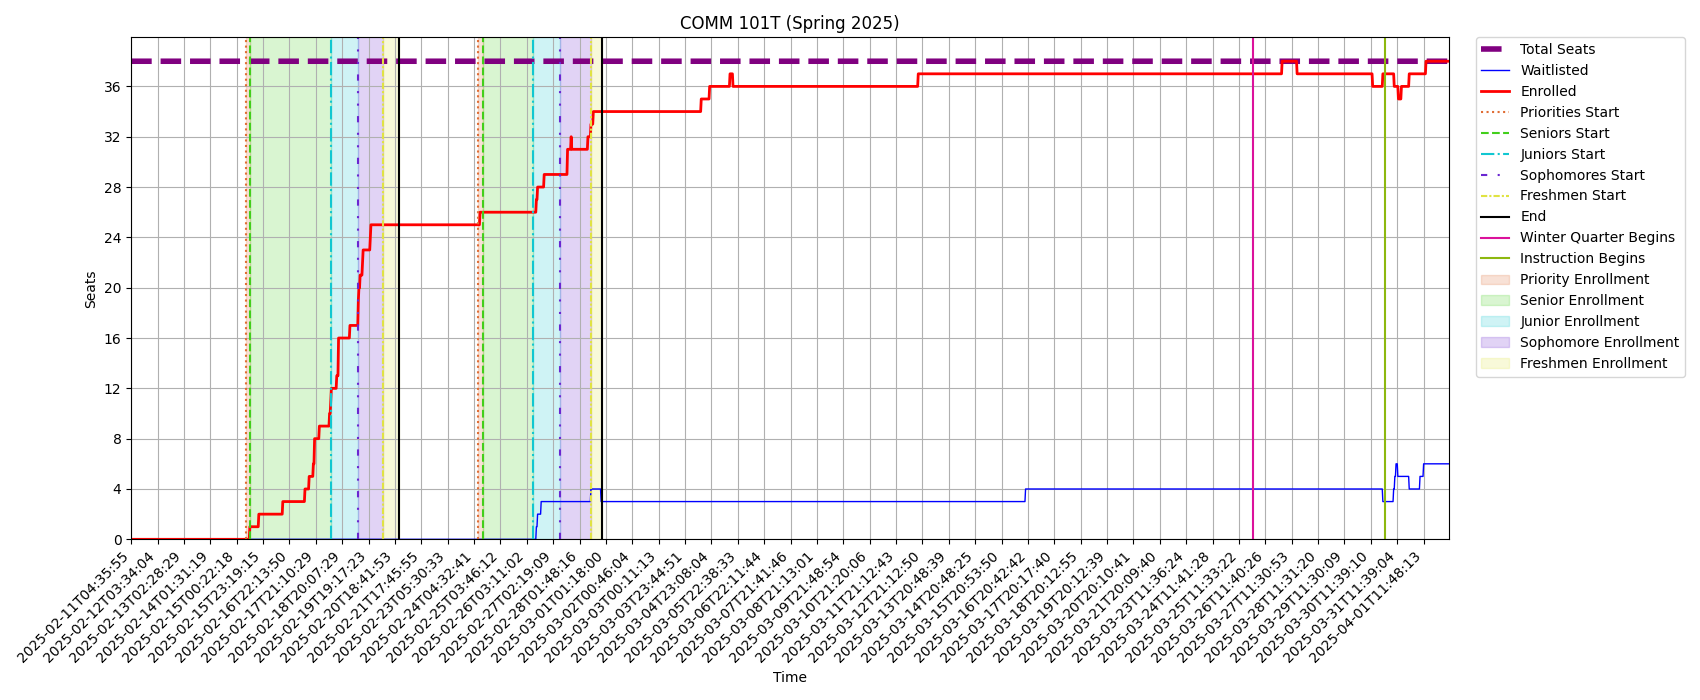 COMM 101T (Spring 2025)
Seats
36
32
28
24
20
16
12
8
4
0
2025-02-11T04:35:55
2025-02-12T03:34:04
2025-02-13T02:28:29
2025-02-14T01:31:19
2025-02-15T00:22:18
2025-02-15T23:19:15
2025-02-16T22:13:50
2025-02-17T21:10:29
2025-02-18T20:07:29
2025-02-19T19:17:23
2025-02-20T18:41:53
2025-02-21T17:45:55
2025-02-23T05:30:33
2025-02-24T04:32:41
2025-02-25T03:46:12
2025-02-26T03:11:02
2025-02-27T02:19:09
2025-02-28T01:48:16
2025-03-01T01:18:00
2025-03-02T00:46:04
2025-03-03T00:11:13
2025-03-03T23:44:51
2025-03-04T23:08:04
2025-03-05T22:38:33
2025-03-06T22:11:44
2025-03-07T21:41:46
2025-03-08T21:13:01
2025-03-09T21:48:54
2025-03-10T21:20:06
2025-03-11T21:12:43
2025-03-12T21:12:50
2025-03-13T20:48:39
2025-03-14T20:48:25
2025-03-15T20:53:50
2025-03-16T20:42:42
2025-03-17T20:17:40
2025-03-18T20:12:55
2025-03-19T20:12:39
2025-03-20T20:10:41
2025-03-21T20:09:40
2025-03-23T11:36:24
2025-03-24T11:41:28
2025-03-25T11:33:22
2025-03-26T11:40:26
2025-03-27T11:30:53
2025-03-28T11:31:20
2025-03-29T11:30:09
2025-03-30T11:39:10
2025-03-31T11:39:04
2025-04-01T11:48:13
Time
Total Seats
Waitlisted
Enrolled
Priorities Start
Seniors Start
Juniors Start
Sophomores Start
Freshmen Start
End
Winter Quarter Begins
Instruction Begins
Priority Enrollment
Senior Enrollment
Junior Enrollment
Sophomore Enrollment
Freshmen Enrollment